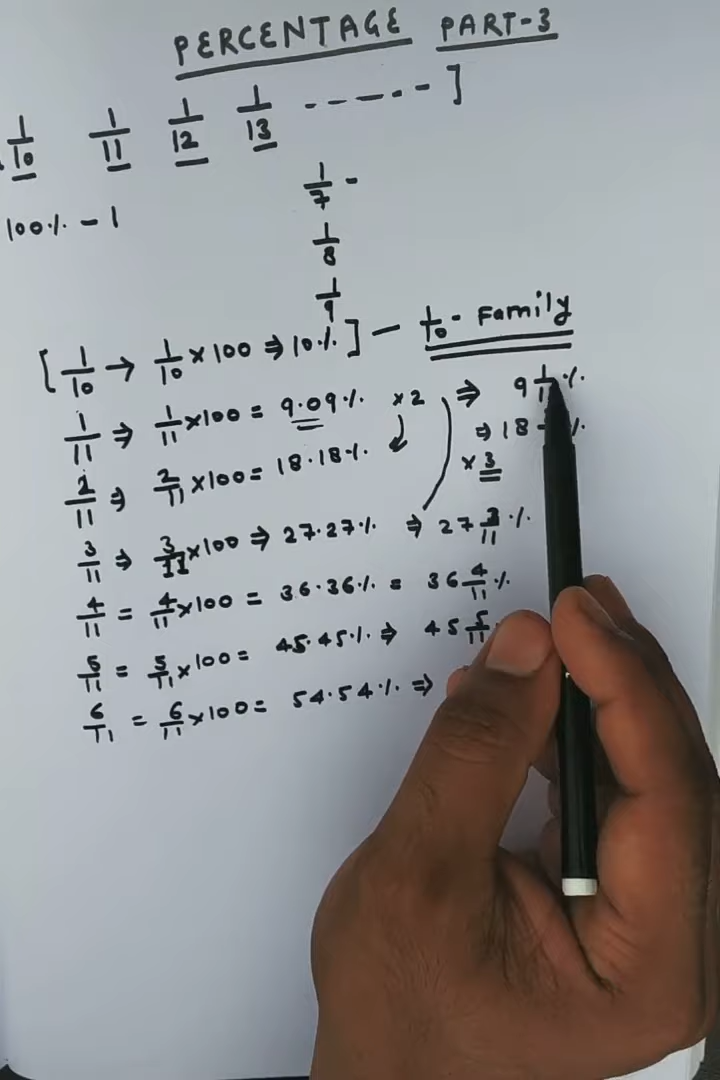 PERCENTAGE PART-3
1/10 1/11 1/12 1/13 ------- ]
1/7 -
100% - 1
1/8
1/9
[ 1/10 → 1/10 × 100 ⇒ 10% ] - 1/10 - Family
1/11 ⇒ 1/11 × 100 = 9.09% × 2 ⇒ 9 1/11 %
2/11 ⇒ 2/11 × 100 = 18.18% ⇒ 18 %
× 3
3/11 ⇒ 3/11 × 100 ⇒ 27.27% ⇒ 27 3/11 %
4/11 = 4/11 × 100 = 36.36% = 36 4/11 %
5/11 = 5/11 × 100 = 45.45% ⇒ 45 5/11
6/11 = 6/11 × 100 = 54.54% ⇒